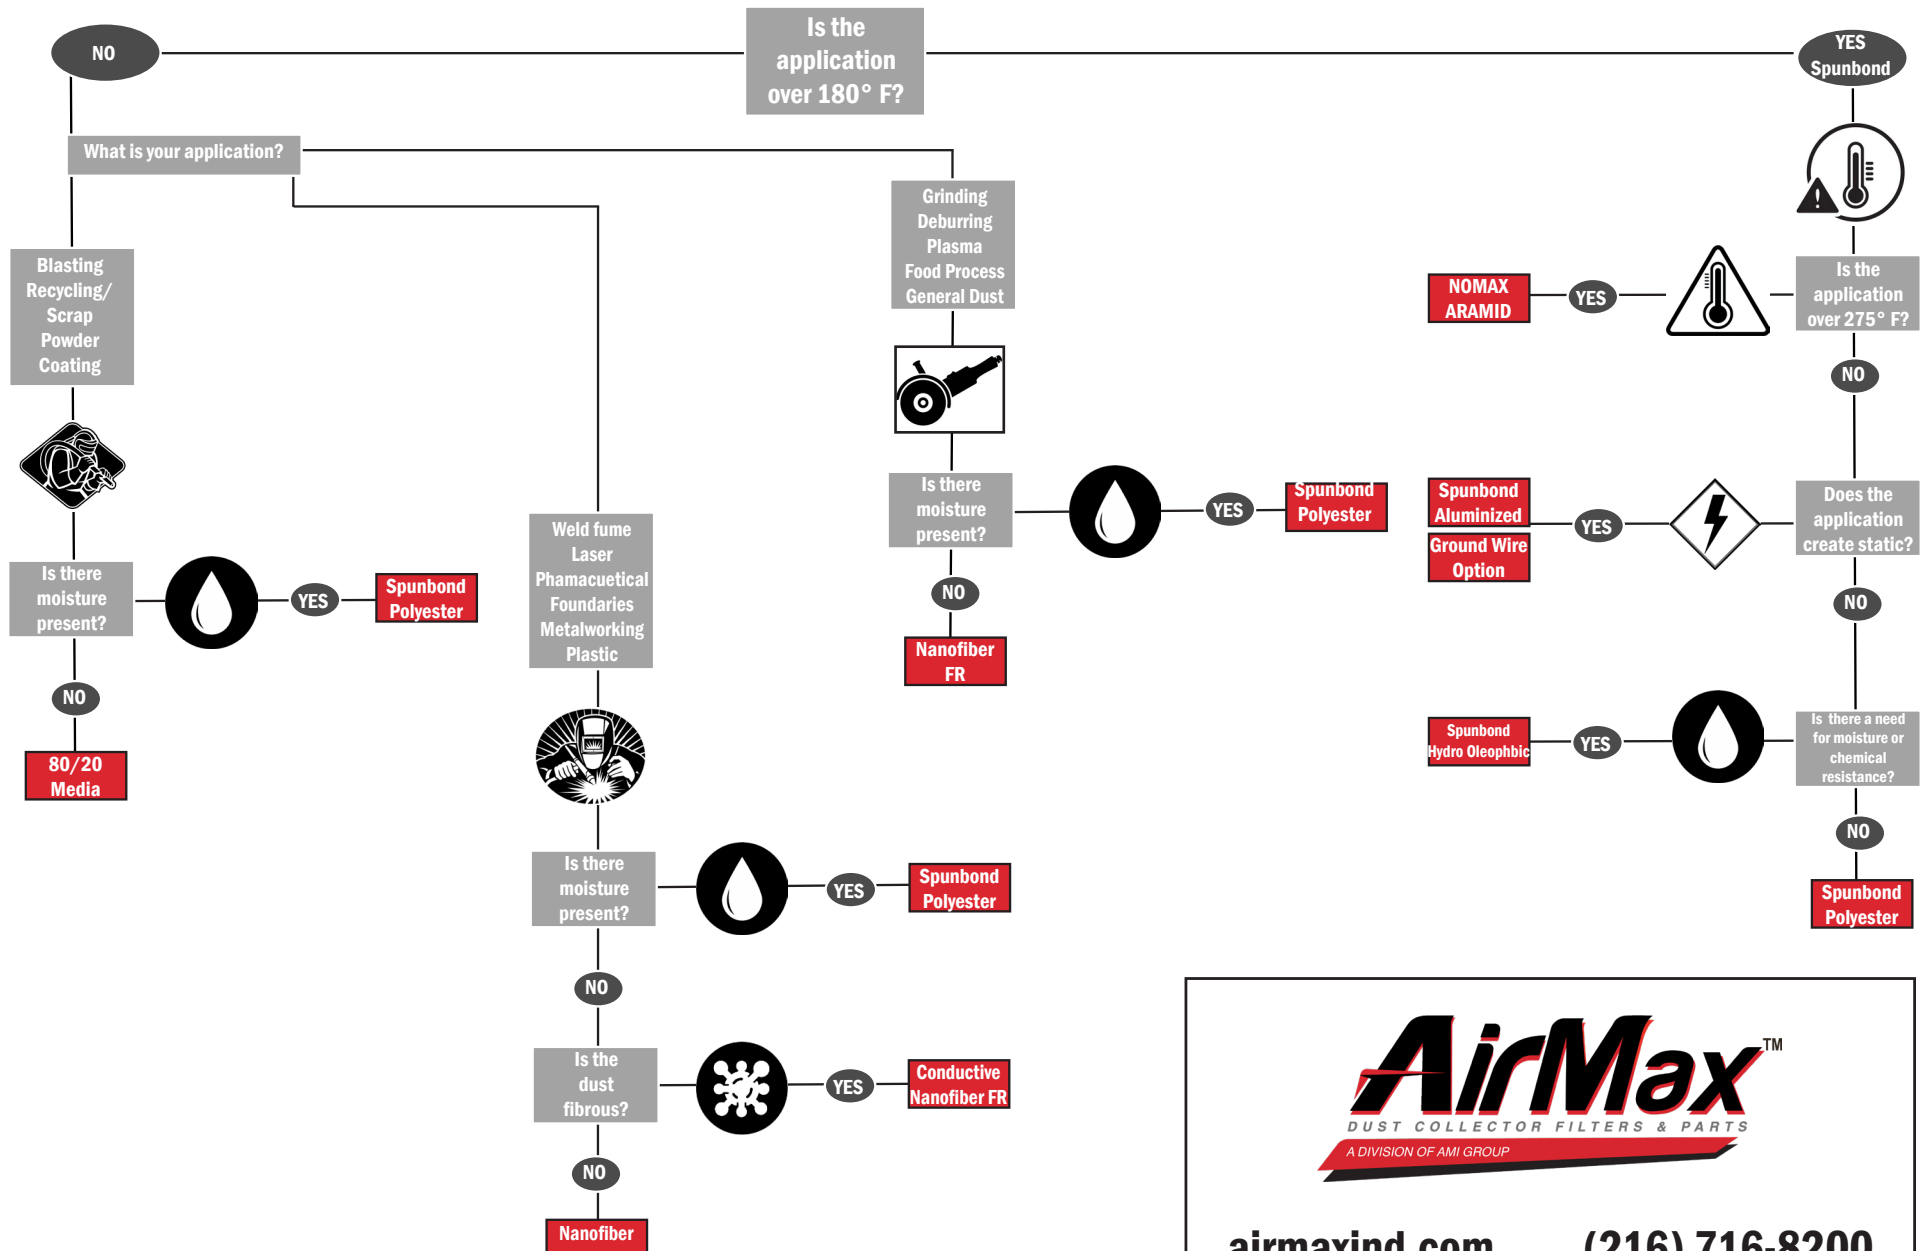 Is the
application
over 180° F?
NO
YES
Spunbond
What is your application?
Blasting
Recycling/
Scrap
Powder
Coating
Is there
moisture
present?
YES
Spunbond
Polyester
NO
80/20
Media
Weld fume
Laser
Phamacuetical
Foundaries
Metalworking
Plastic
Is there
moisture
present?
YES
Spunbond
Polyester
NO
Is the
dust
fibrous?
YES
Conductive
Nanofiber FR
NO
Nanofiber
Grinding
Deburring
Plasma
Food Process
General Dust
Is there
moisture
present?
YES
Spunbond
Polyester
NO
Nanofiber
FR
Is the
application
over 275° F?
YES
NOMAX
ARAMID
NO
Does the
application
create static?
YES
Spunbond
Aluminized
Ground Wire
Option
NO
Is there a need
for moisture or
chemical
resistance?
YES
Spunbond
Hydro Oleophbic
NO
Spunbond
Polyester
AirMax™
DUST COLLECTOR FILTERS & PARTS
A DIVISION OF AMI GROUP
airmaxind.com (216) 716-8200